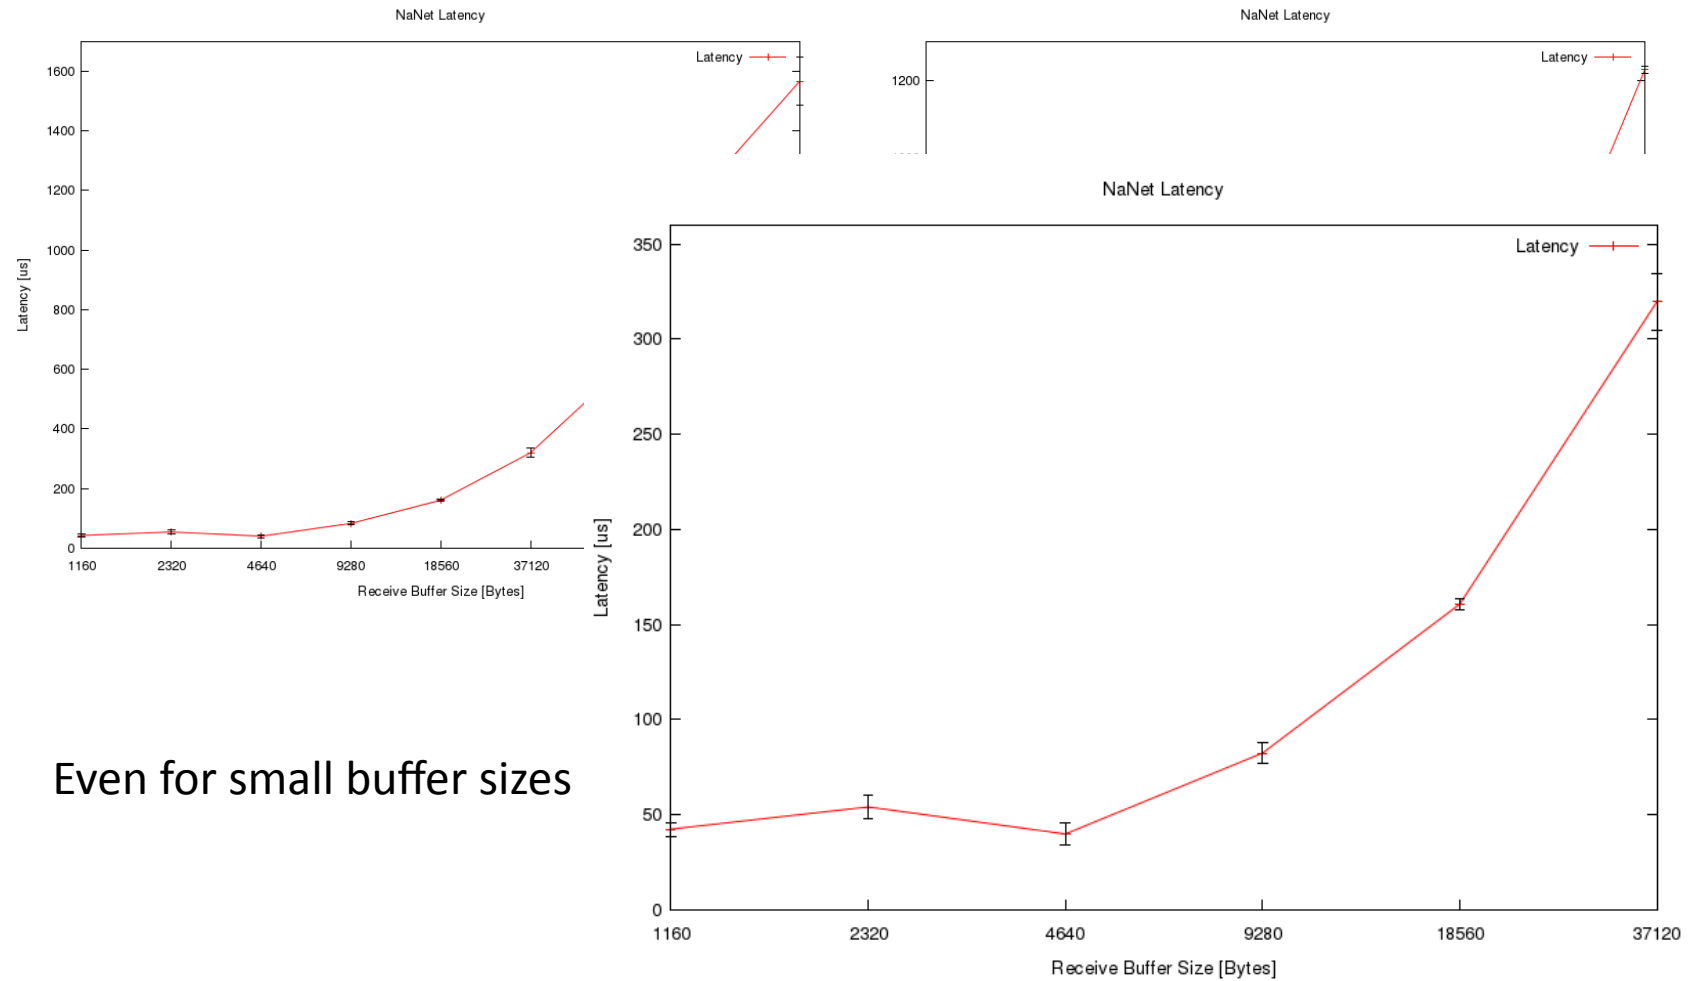 NaNet Latency
Latency
1600
1400
1200
1000
800
600
400
200
0
Latency [us]
1160 2320 4640 9280 18560 37120
Receive Buffer Size [Bytes]
NaNet Latency
Latency
1200
NaNet Latency
Latency
350
300
250
200
150
100
50
0
Latency [us]
1160 2320 4640 9280 18560 37120
Receive Buffer Size [Bytes]
Even for small buffer sizes